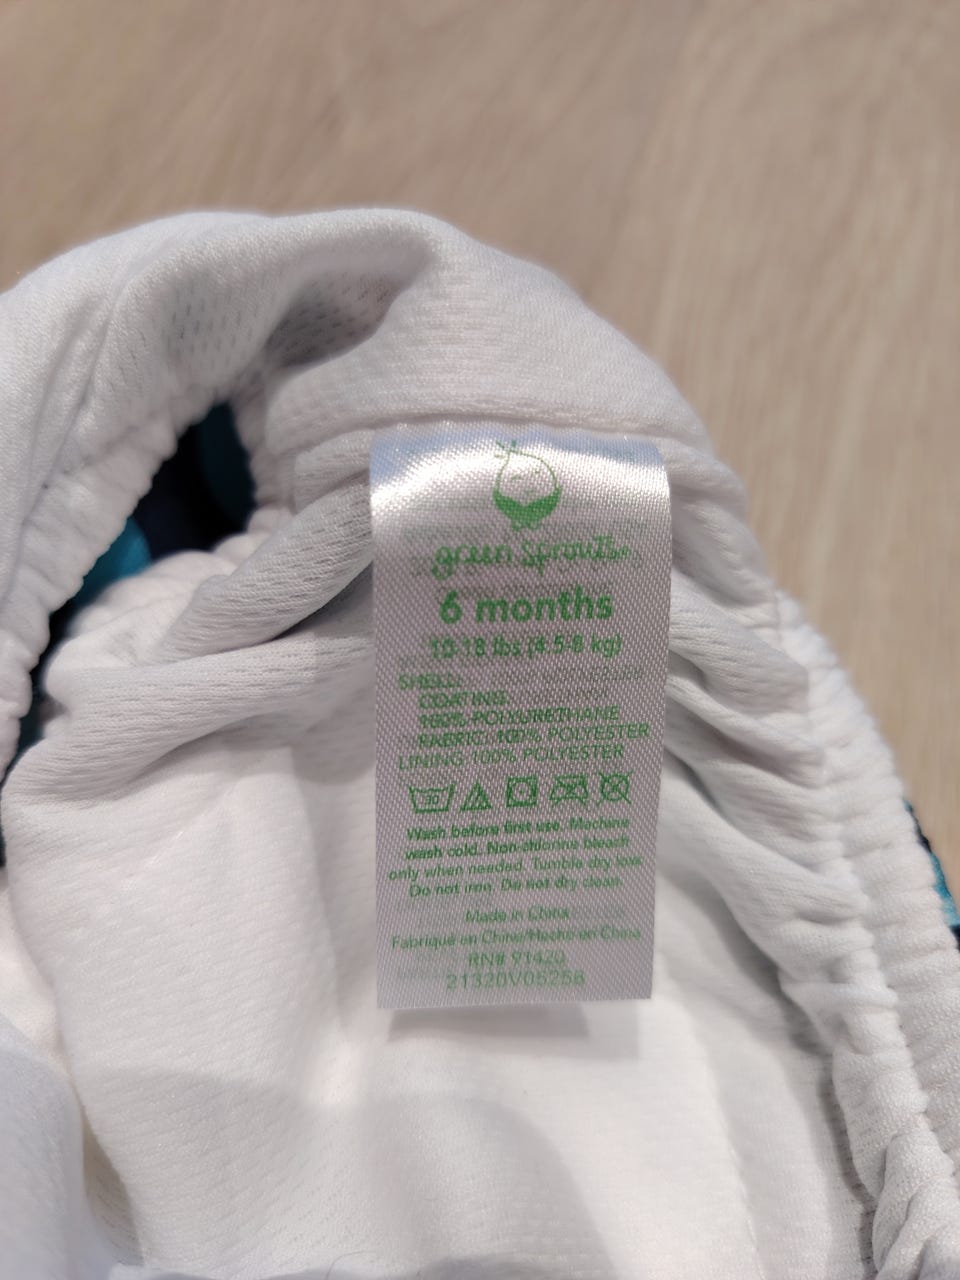 green sprouts®
6 months
10-18 lbs (4.5-8 kg)
SHELL:
COATING:
100% POLYURETHANE
FABRIC: 100% POLYESTER
LINING:100% POLYESTER
30
Wash before first use. Machine
wash cold. Non-chlorine bleach
only when needed. Tumble dry low.
Do not iron. Do not dry clean.
Made in China
Fabriqué en Chine/Hecho en China
RN# 91420
21320V05258